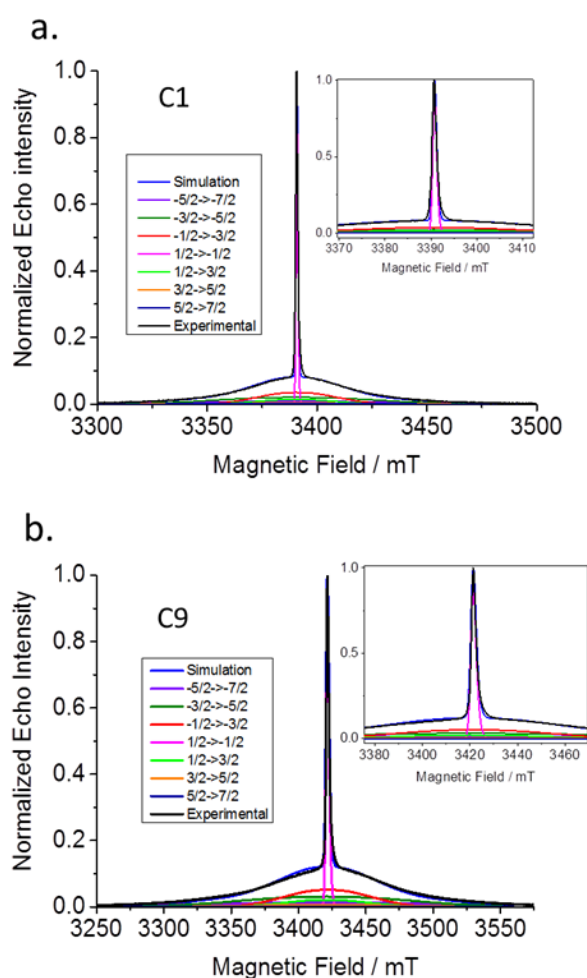 a.
C1
Normalized Echo intensity
1.0
0.8
0.6
0.4
0.2
0.0
Simulation
-5/2->-7/2
-3/2->-5/2
-1/2->-3/2
1/2->-1/2
1/2->3/2
3/2->5/2
5/2->7/2
Experimental
1.0
0.5
0.0
3370 3380 3390 3400 3410
Magnetic Field / mT
3300 3350 3400 3450 3500
Magnetic Field / mT
b.
C9
Normalized Echo Intensity
1.0
0.8
0.6
0.4
0.2
0.0
Simulation
-5/2->-7/2
-3/2->-5/2
-1/2->-3/2
1/2->-1/2
1/2->3/2
3/2->5/2
5/2->7/2
Experimental
1.0
0.5
0.0
3380 3400 3420 3440 3460
Magnetic Field / mT
3250 3300 3350 3400 3450 3500 3550
Magnetic Field / mT